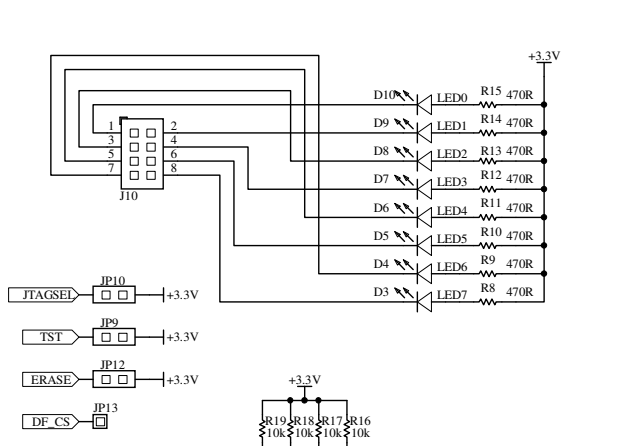 +3.3V
D10 LED0 R15 470R
1 2 D9 LED1 R14 470R
3 4 D8 LED2 R13 470R
5 6 D7 LED3 R12 470R
7 8 D6 LED4 R11 470R
J10
D5 LED5 R10 470R
D4 LED6 R9 470R
D3 LED7 R8 470R
JP10
JTAGSEL +3.3V
JP9
TST +3.3V
JP12
ERASE +3.3V
JP13
DF_CS
+3.3V
R19 R18 R17 R16
10k 10k 10k 10k